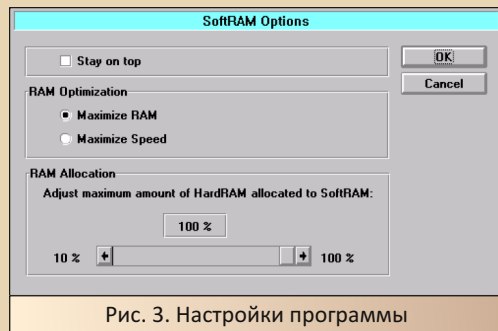 SoftRAM Options
Stay on top
OK
Cancel
RAM Optimization
Maximize RAM
Maximize Speed
RAM Allocation
Adjust maximum amount of HardRAM allocated to SoftRAM:
100 %
10 %
100 %
Рис. 3. Настройки программы